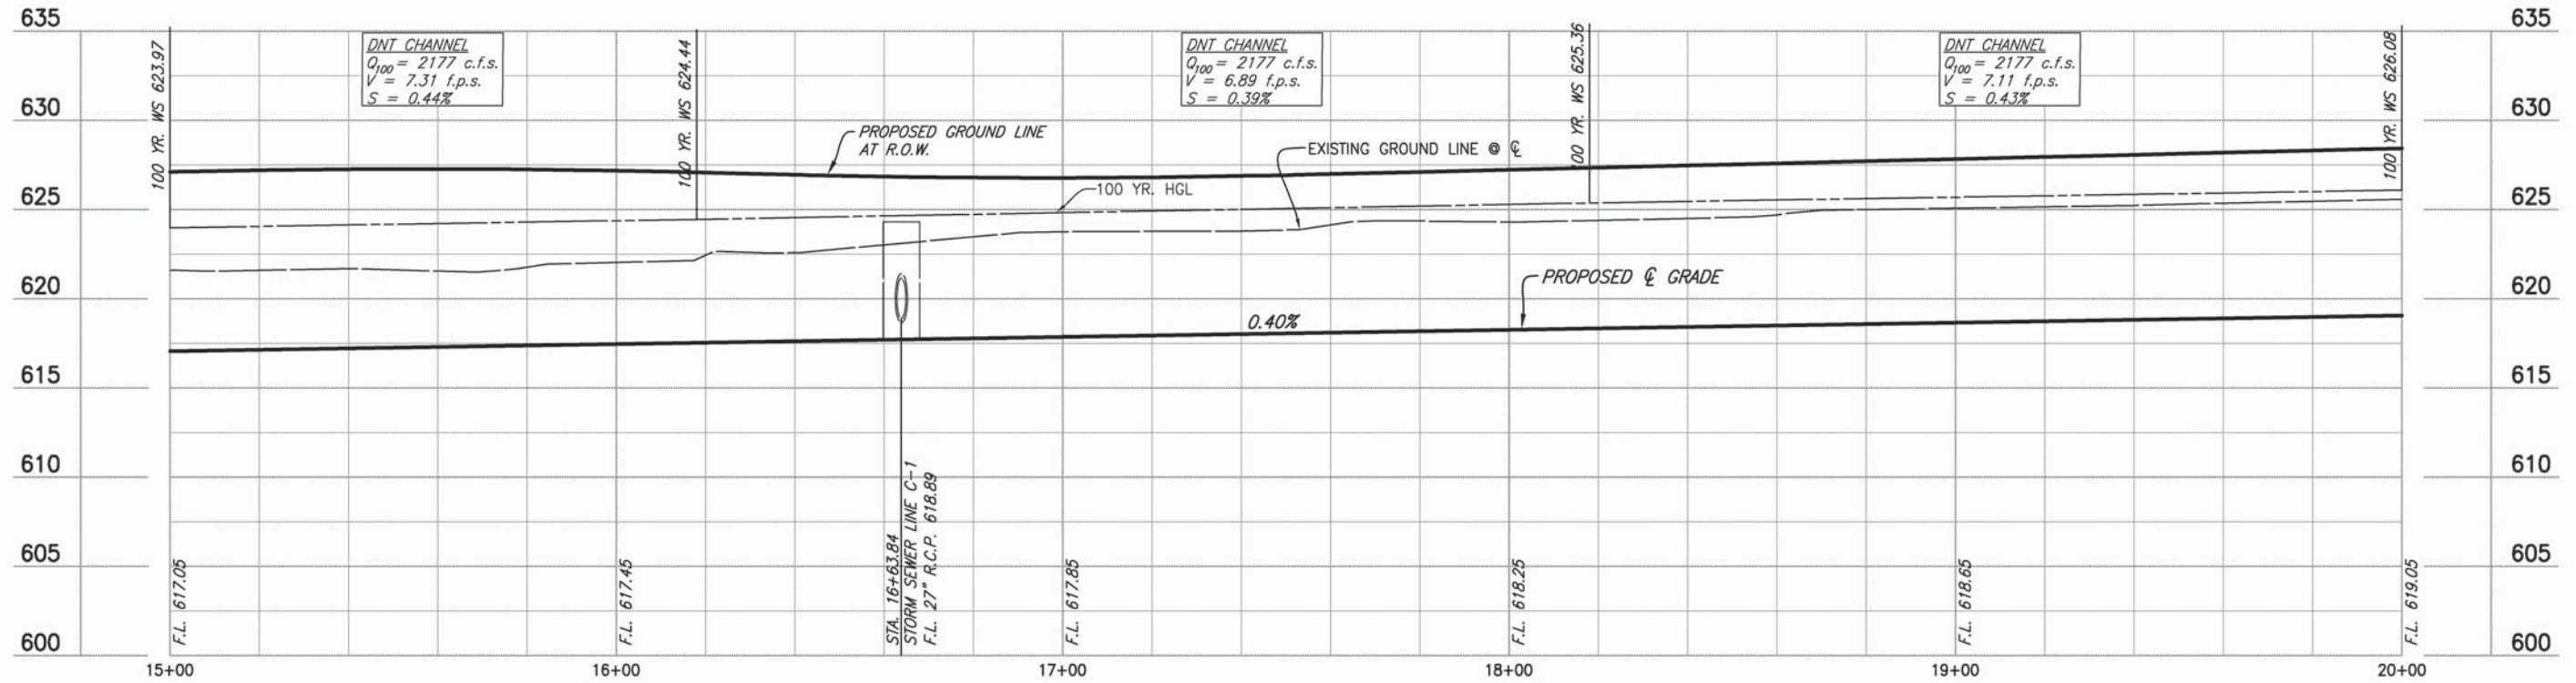 635
630
625
620
615
610
605
600
100 YR. WS 623.97
DNT CHANNEL
Q100 = 2177 c.f.s.
V = 7.31 f.p.s.
S = 0.44%
100 YR. WS 624.44
PROPOSED GROUND LINE
AT R.O.W.
100 YR. HGL
DNT CHANNEL
Q100 = 2177 c.f.s.
V = 6.89 f.p.s.
S = 0.39%
EXISTING GROUND LINE @ ℄
00 YR. WS 625.36
DNT CHANNEL
Q100 = 2177 c.f.s.
V = 7.11 f.p.s.
S = 0.43%
100 YR. WS 626.08
PROPOSED ℄ GRADE
0.40%
F.L. 617.05
F.L. 617.45
STA. 16+63.84
STORM SEWER LINE C-1
F.L. 27" R.C.P. 618.89
F.L. 617.85
F.L. 618.25
F.L. 618.65
F.L. 619.05
635
630
625
620
615
610
605
600
15+00
16+00
17+00
18+00
19+00
20+00